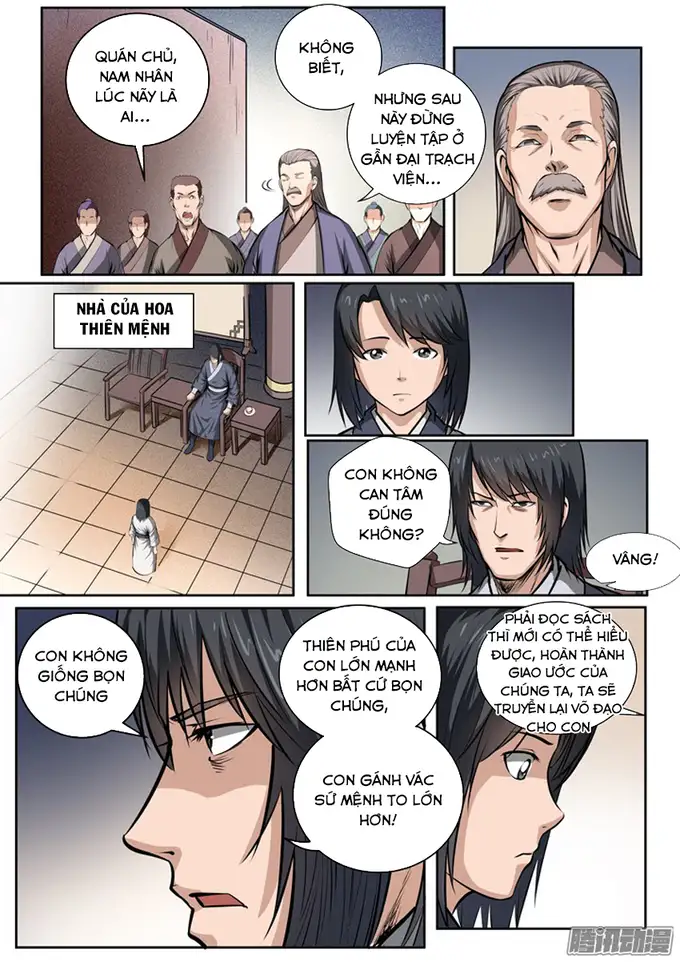 QUÁN CHỦ,
NAM NHÂN
LÚC NÃY LÀ
AI...
KHÔNG
BIẾT,
NHƯNG SAU
NÀY ĐỪNG
LUYỆN TẬP Ở
GẦN ĐẠI TRẠCH
VIỆN...
NHÀ CỦA HOA
THIÊN MỆNH
CON KHÔNG
CAN TÂM
ĐÚNG
KHÔNG?
VÂNG!
CON KHÔNG
GIỐNG BỌN
CHÚNG
THIÊN PHÚ CỦA
CON LỚN MẠNH
HƠN BẤT CỨ BỌN
CHÚNG,
CON GÁNH VÁC
SỨ MỆNH TO LỚN
HƠN!
PHẢI ĐỌC SÁCH
THÌ MỚI CÓ THỂ HIỂU
ĐƯỢC, HOÀN THÀNH
GIAO ƯỚC CỦA
CHÚNG TA, TA SẼ
TRUYỀN LẠI VÕ ĐẠO
CHO CON
腾讯动漫